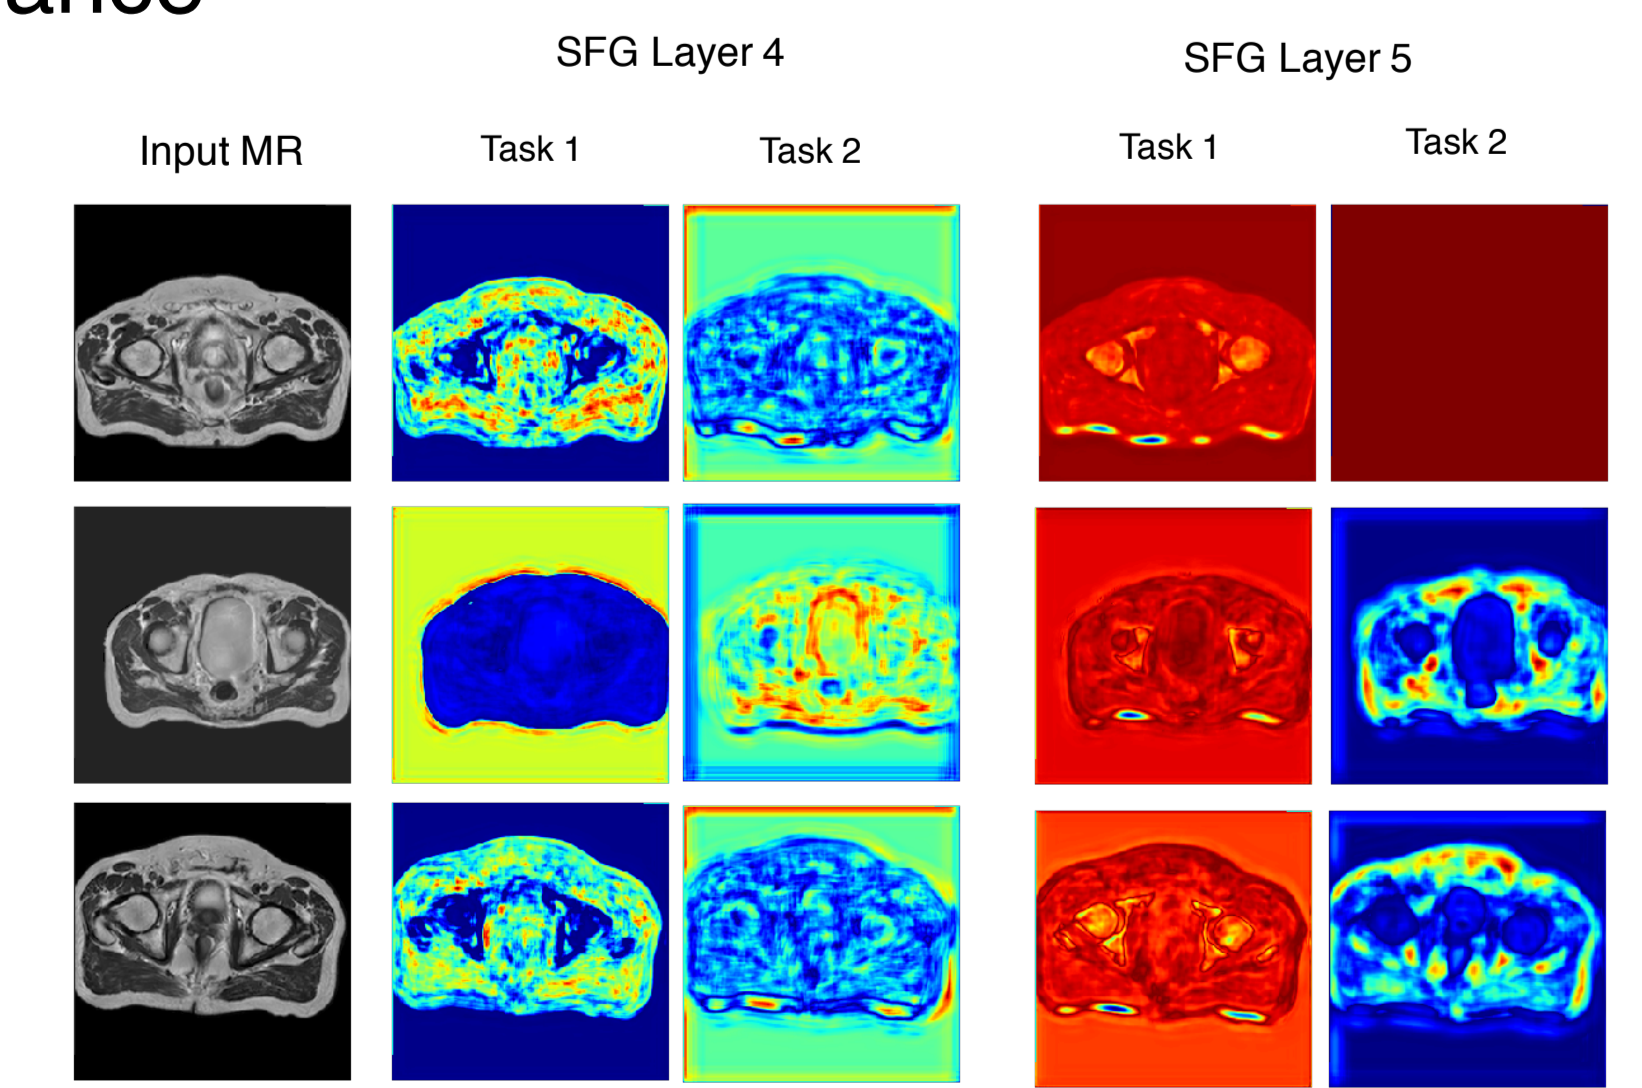 SFG Layer 4
SFG Layer 5
Input MR
Task 1
Task 2
Task 1
Task 2